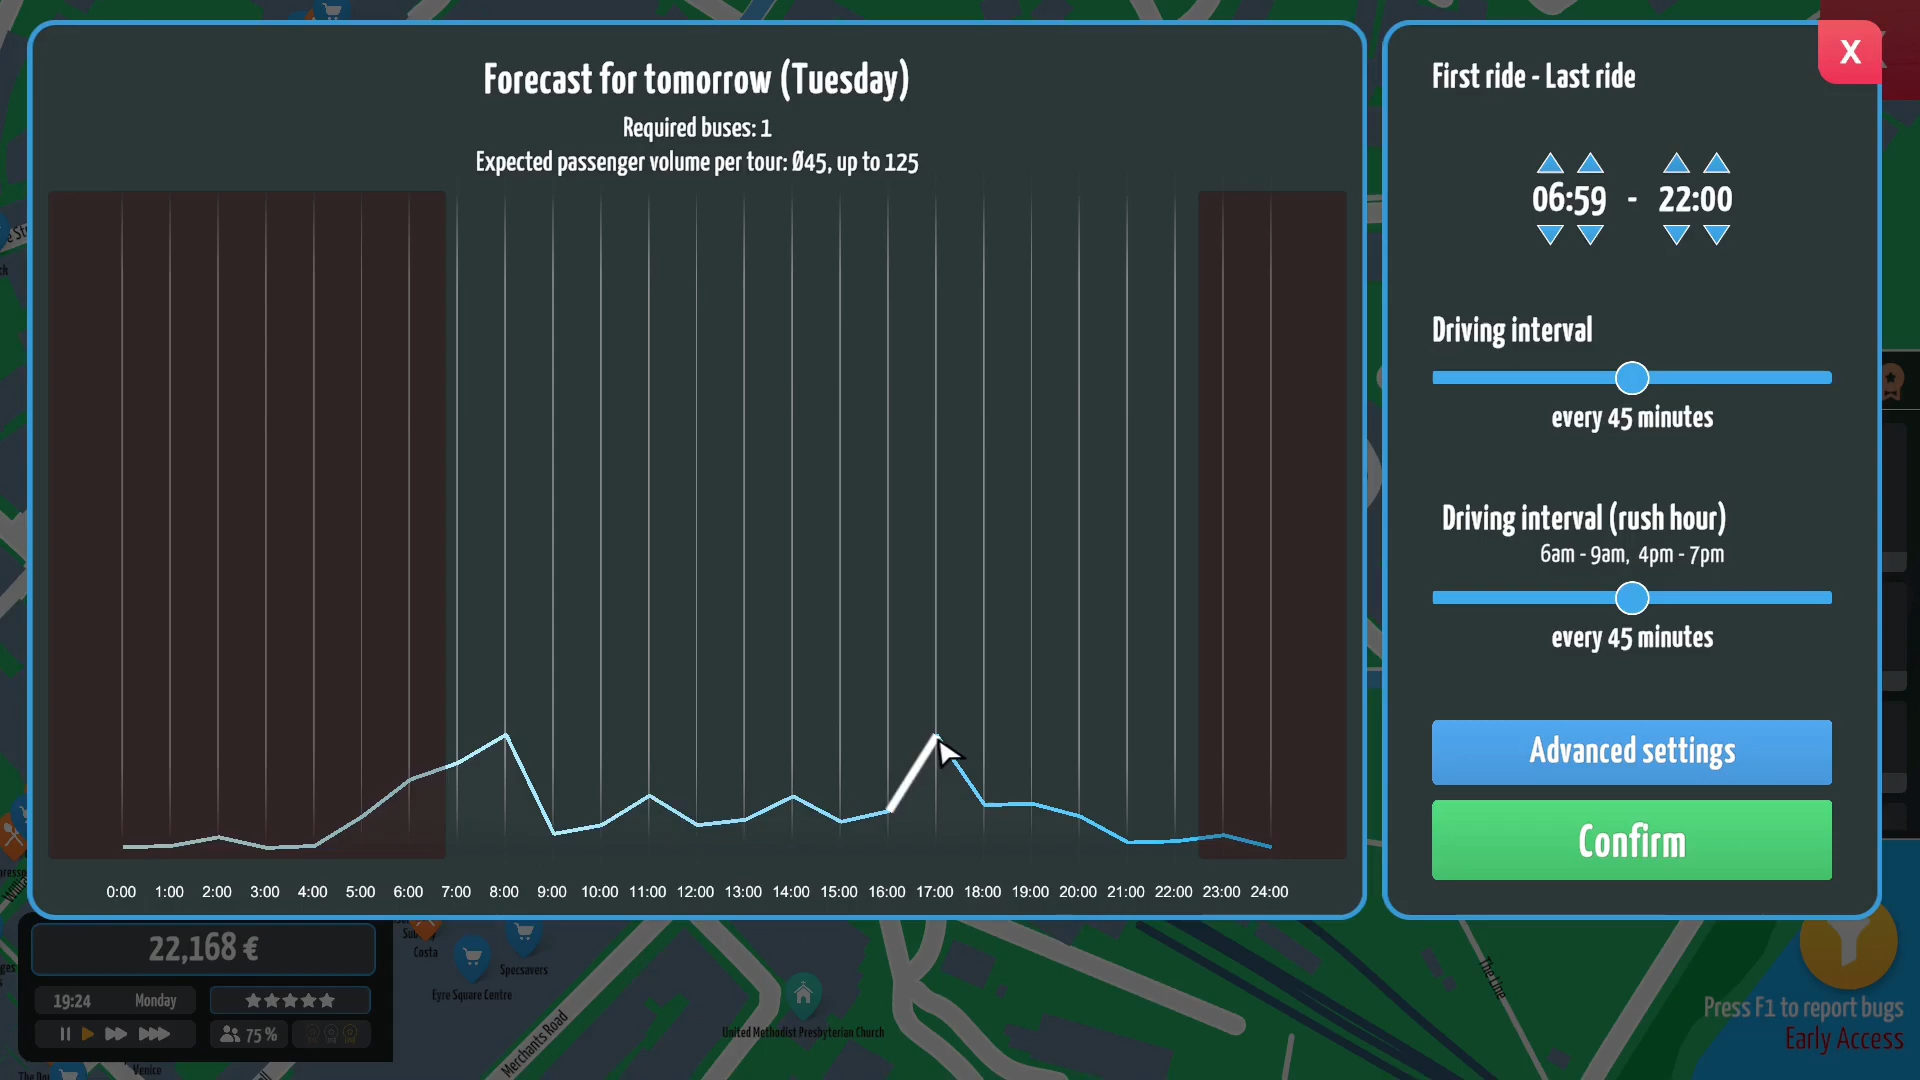 Forecast for tomorrow (Tuesday)
Required buses: 1
Expected passenger volume per tour: Ø45, up to 125
0:00 1:00 2:00 3:00 4:00 5:00 6:00 7:00 8:00 9:00 10:00 11:00 12:00 13:00 14:00 15:00 16:00 17:00 18:00 19:00 20:00 21:00 22:00 23:00 24:00
X
First ride - Last ride
06:59 - 22:00
Driving interval
every 45 minutes
Driving interval (rush hour)
6am - 9am, 4pm - 7pm
every 45 minutes
Advanced settings
Confirm
22,168 €
19:24 Monday
75 %
Costa
Specsavers
Eyre Square Centre
United Methodist Presbyterian Church
Merchants Road
The Line
Venice
Press F1 to report bugs
Early Access